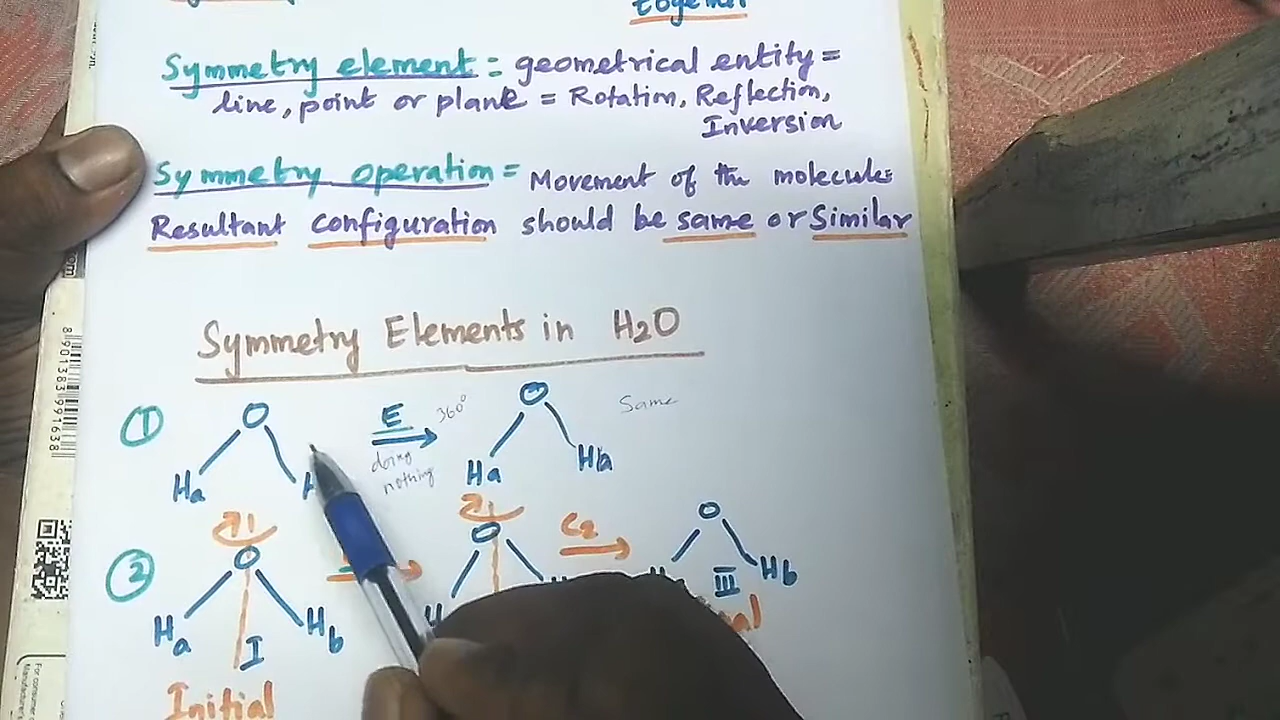 together
Symmetry element = geometrical entity =
line, point or plane = Rotation, Reflection,
Inversion
Symmetry operation = Movement of the molecule
Resultant configuration should be same or Similar
Symmetry Elements in H2O
1
O
E
360°
O
Same
Ha
doing
nothing
Ha
Hb
O
O
C2
O
2
Ha
Hb
I
III
Hb
Initial
8901383991638